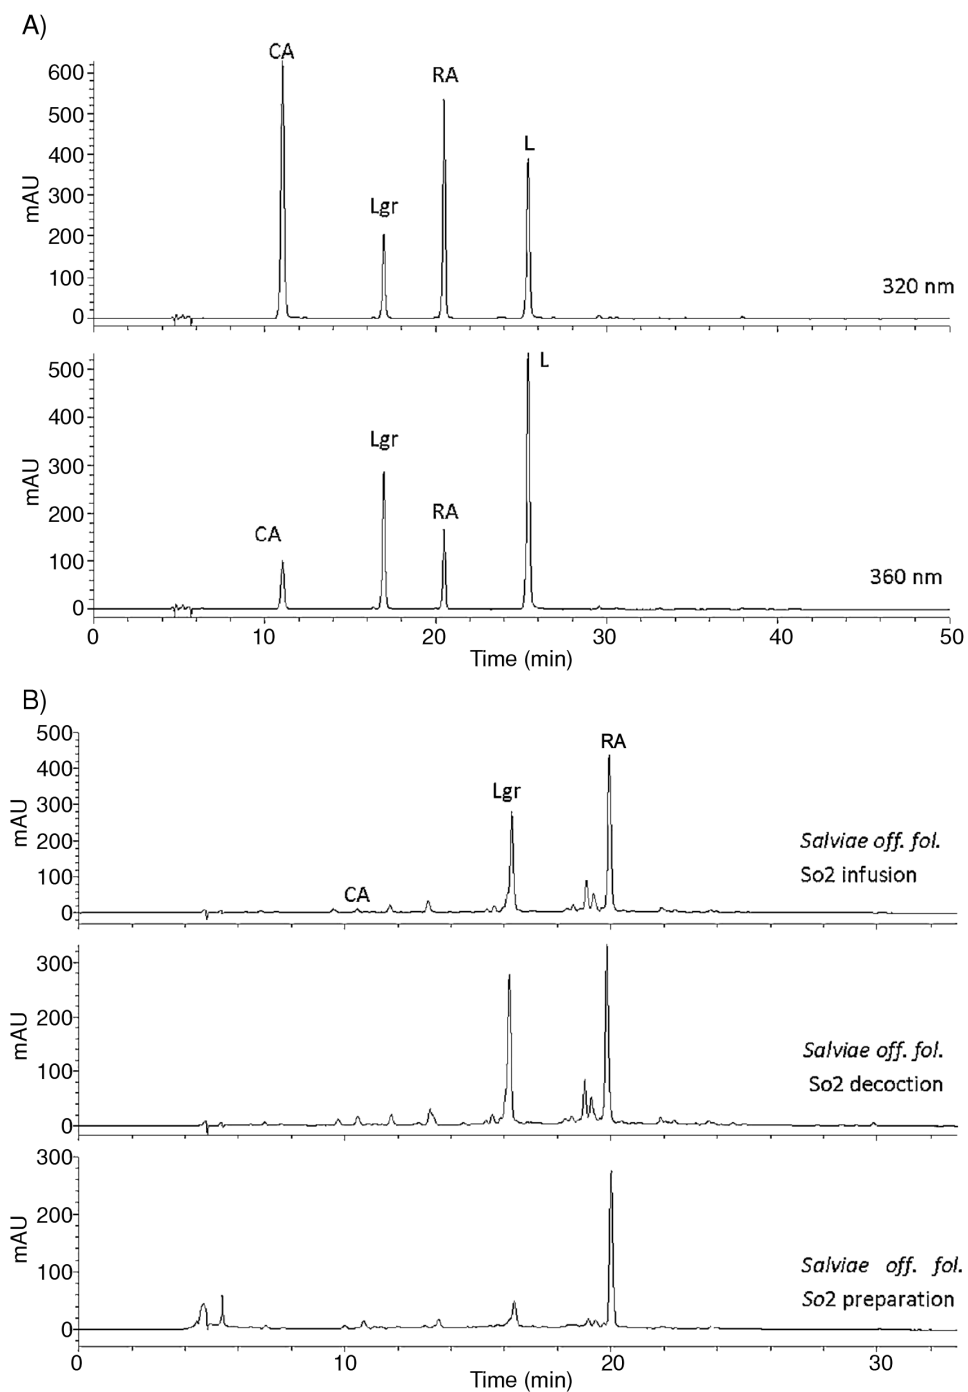 A)
CA
RA
L
Lgr
600
500
400
300
200
100
0
mAU
320 nm
L
Lgr
RA
CA
500
400
300
200
100
0
mAU
360 nm
0 10 20 30 40 50
Time (min)
B)
RA
Lgr
CA
500
400
300
200
100
0
mAU
Salviae off. fol.
So2 infusion
300
200
100
0
mAU
Salviae off. fol.
So2 decoction
300
200
100
0
mAU
Salviae off. fol.
So2 preparation
0 10 20 30
Time (min)